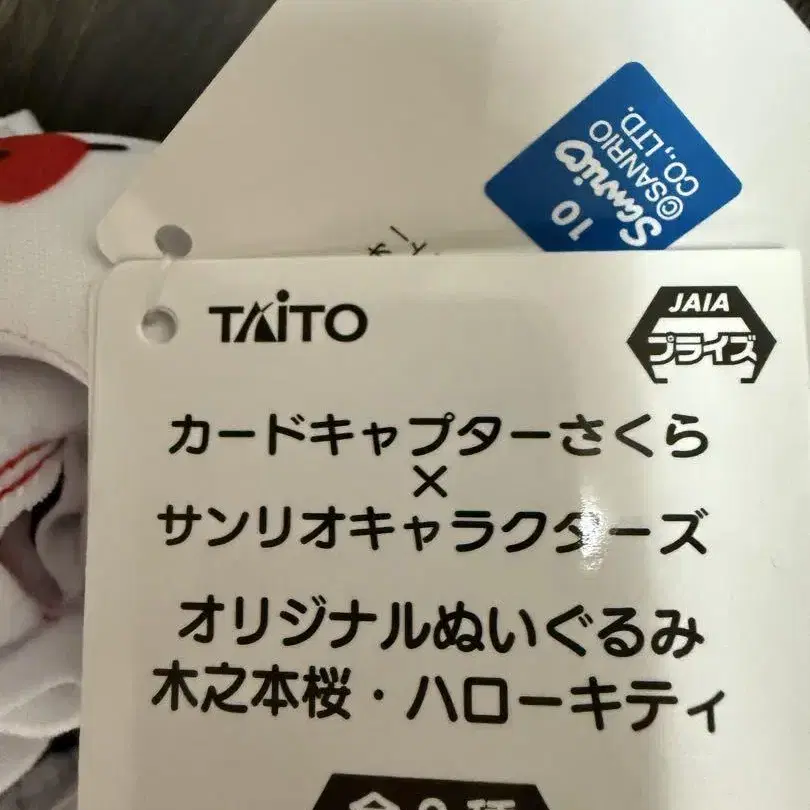 10
Sanrio
©SANRIO
CO., LTD.
TAiTO
JAIA
プライズ
カードキャプターさくら
×
サンリオキャラクターズ
オリジナルぬいぐるみ
木之本桜・ハローキティ